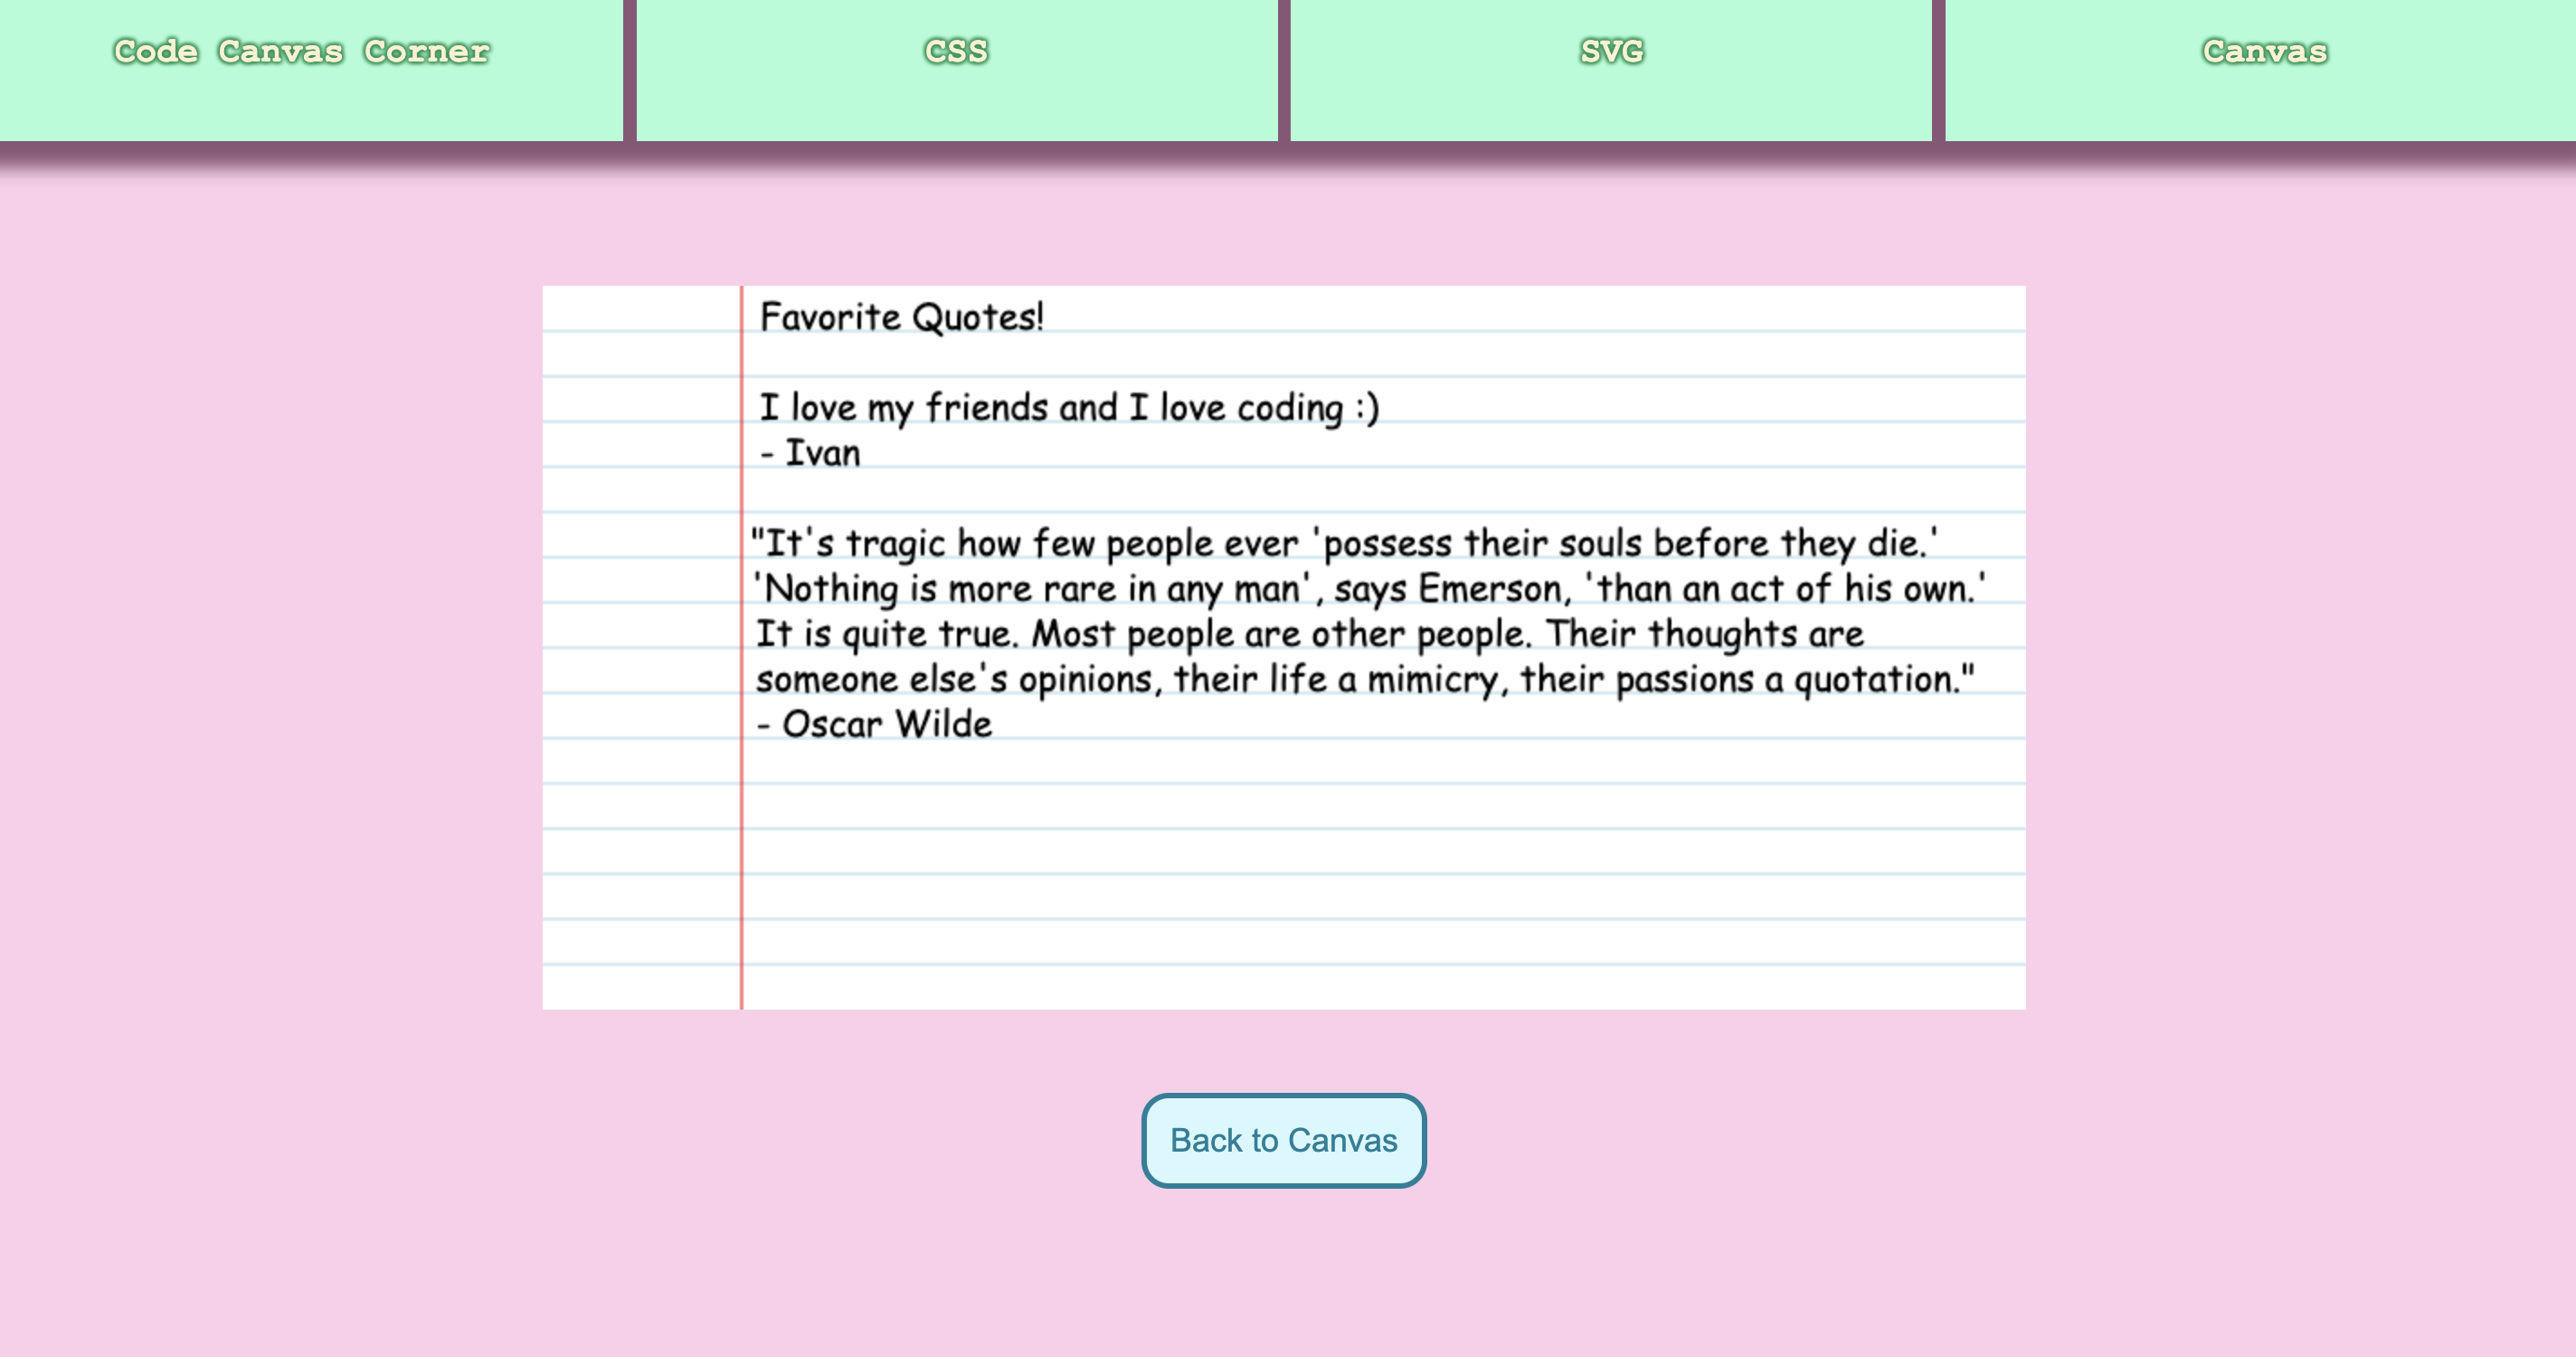 Code Canvas Corner
CSS
SVG
Canvas
Favorite Quotes!
I love my friends and I love coding :)
- Ivan
"It's tragic how few people ever 'possess their souls before they die.'
'Nothing is more rare in any man', says Emerson, 'than an act of his own.'
It is quite true. Most people are other people. Their thoughts are
someone else's opinions, their life a mimicry, their passions a quotation."
- Oscar Wilde
Back to Canvas